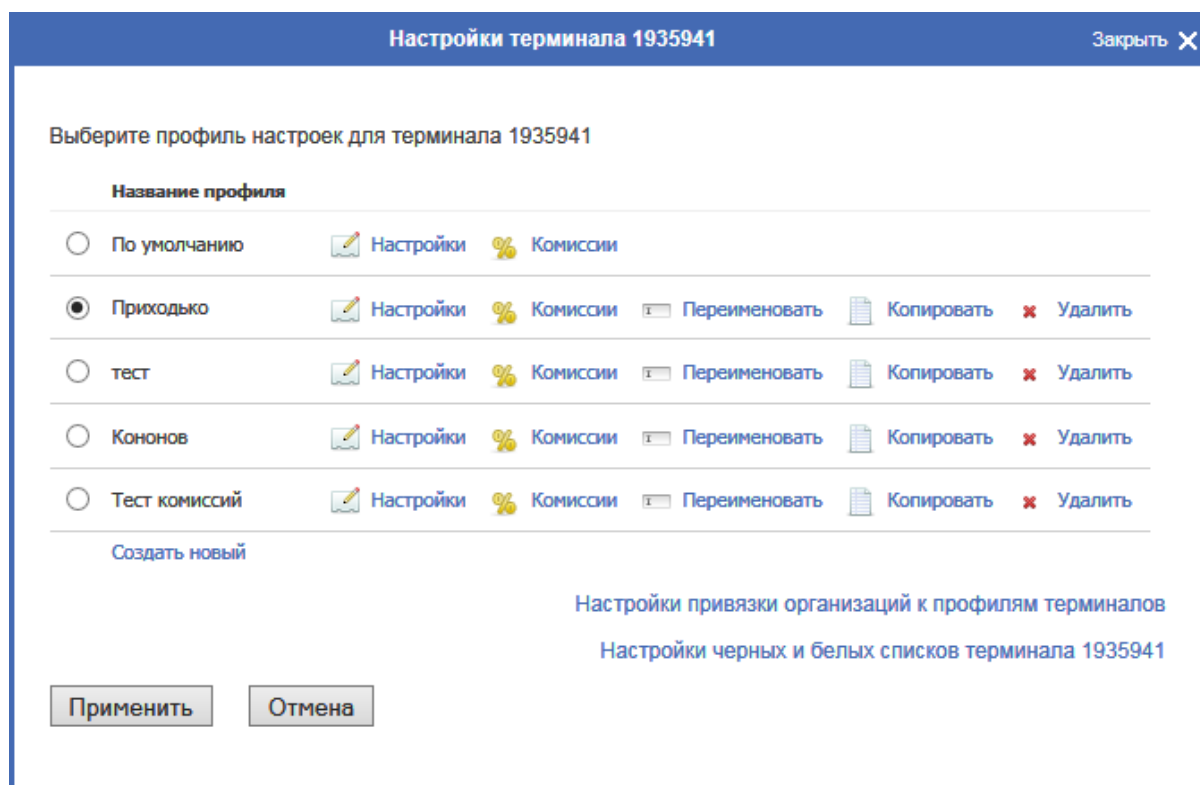 Настройки терминала 1935941 Закрыть
Выберите профиль настроек для терминала 1935941
Название профиля
По умолчанию Настройки Комиссии
Приходько Настройки Комиссии Переименовать Копировать Удалить
тест Настройки Комиссии Переименовать Копировать Удалить
Кононов Настройки Комиссии Переименовать Копировать Удалить
Тест комиссий Настройки Комиссии Переименовать Копировать Удалить
Создать новый
Настройки привязки организаций к профилям терминалов
Настройки черных и белых списков терминала 1935941
Применить Отмена